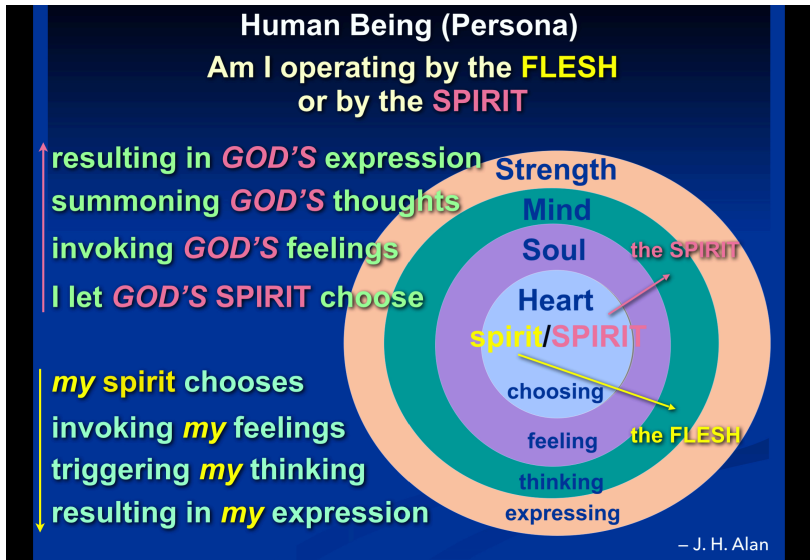 Human Being (Persona)
Am I operating by the FLESH
or by the SPIRIT
resulting in GOD'S expression
summoning GOD'S thoughts
invoking GOD'S feelings
I let GOD'S SPIRIT choose
my spirit chooses
invoking my feelings
triggering my thinking
resulting in my expression
Strength
Mind
Soul
the SPIRIT
Heart
spirit/SPIRIT
choosing
the FLESH
feeling
thinking
expressing
– J. H. Alan